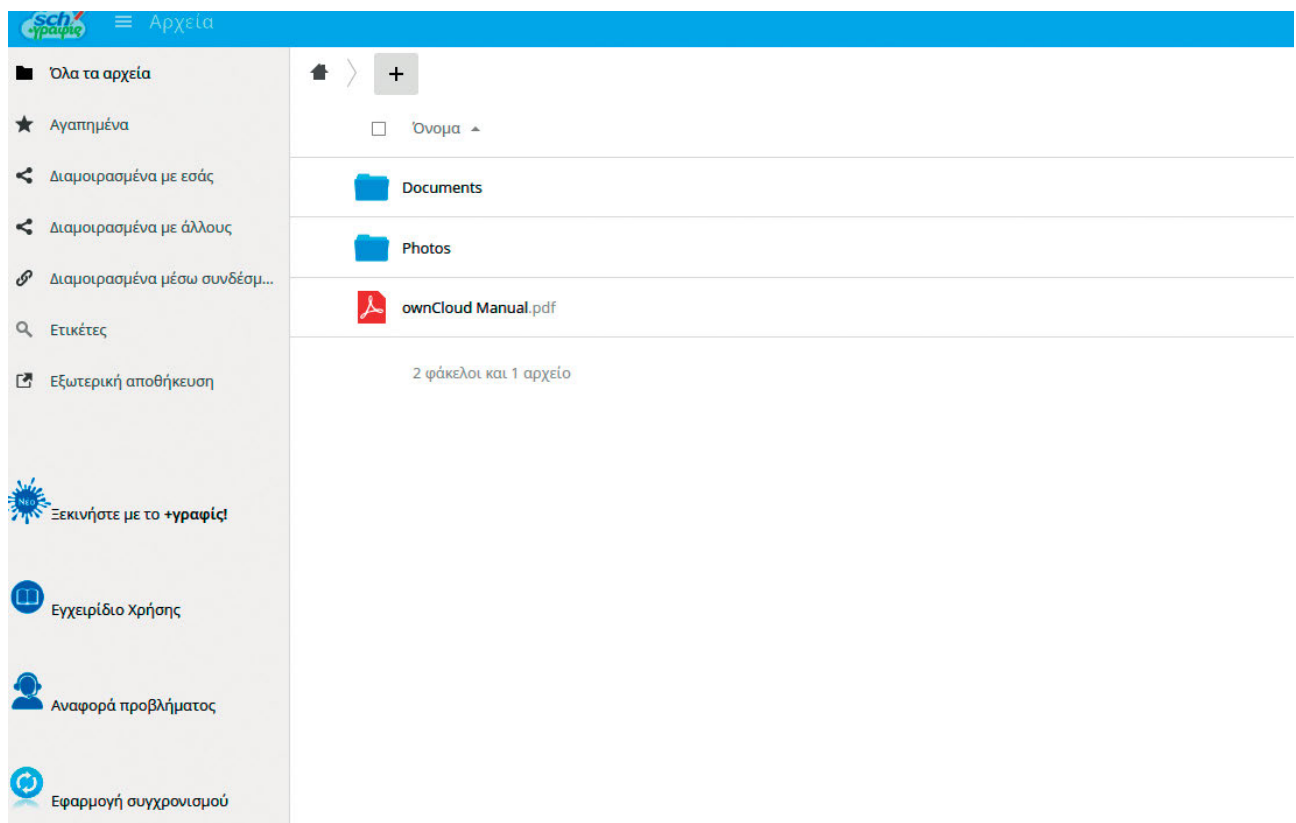 sch
+γραφίς
Αρχεία
Όλα τα αρχεία
Αγαπημένα
Διαμοιρασμένα με εσάς
Διαμοιρασμένα με άλλους
Διαμοιρασμένα μέσω συνδέσμ...
Ετικέτες
Εξωτερική αποθήκευση
ΝΕΟ
Ξεκινήστε με το +γραφίς!
Εγχειρίδιο Χρήσης
Αναφορά προβλήματος
Εφαρμογή συγχρονισμού
+
Όνομα
Documents
Photos
ownCloud Manual.pdf
2 φάκελοι και 1 αρχείο